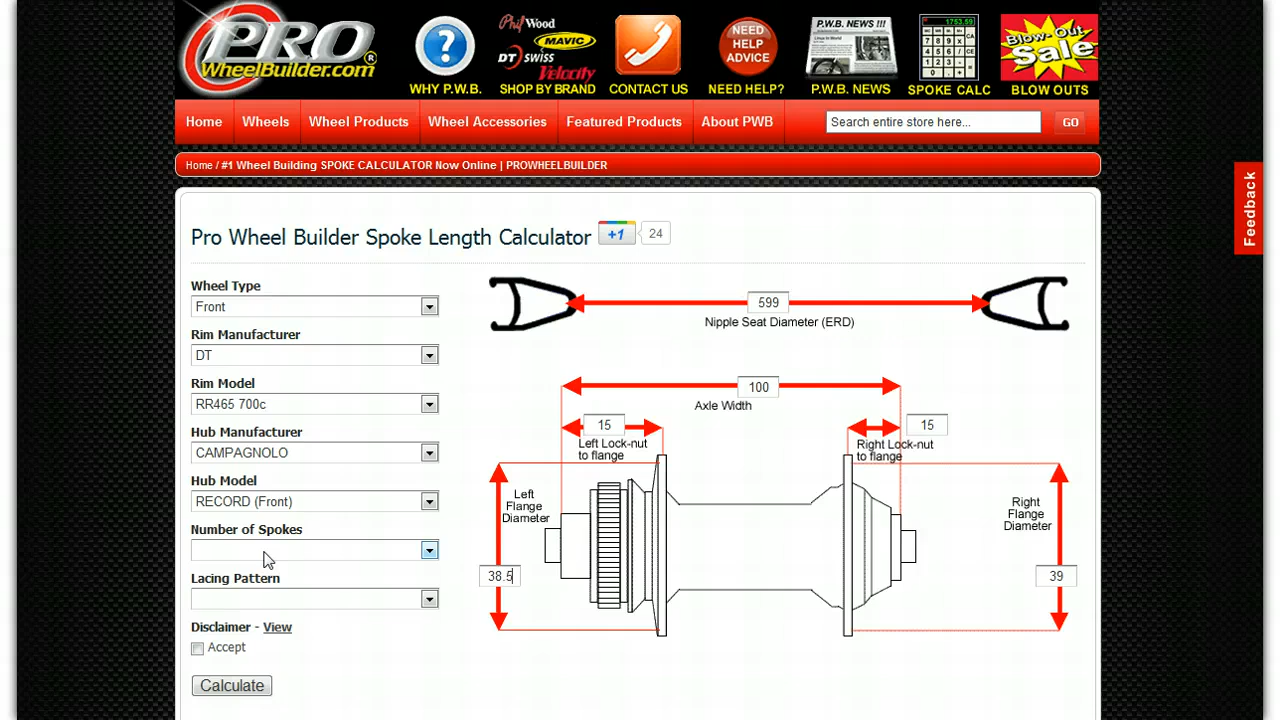 PRO®
WheelBuilder.com
?
WHY P.W.B.
Phil Wood
MAVIC
DT SWISS
Velocity
SHOP BY BRAND
CONTACT US
NEED HELP ADVICE
NEED HELP?
P.W.B. NEWS !!!
P.W.B. NEWS
1753.59
SPOKE CALC
Blow-Out
Sale
BLOW OUTS
Home Wheels Wheel Products Wheel Accessories Featured Products About PWB Search entire store here... GO
Home / #1 Wheel Building SPOKE CALCULATOR Now Online | PROWHEELBUILDER
Feedback
Pro Wheel Builder Spoke Length Calculator +1 24
Wheel Type
Front
Rim Manufacturer
DT
Rim Model
RR465 700c
Hub Manufacturer
CAMPAGNOLO
Hub Model
RECORD (Front)
Number of Spokes
Lacing Pattern
Disclaimer - View
Accept
Calculate
599
Nipple Seat Diameter (ERD)
100
Axle Width
15
Left Lock-nut
to flange
15
Right Lock-nut
to flange
Left
Flange
Diameter
38.5
Right
Flange
Diameter
39